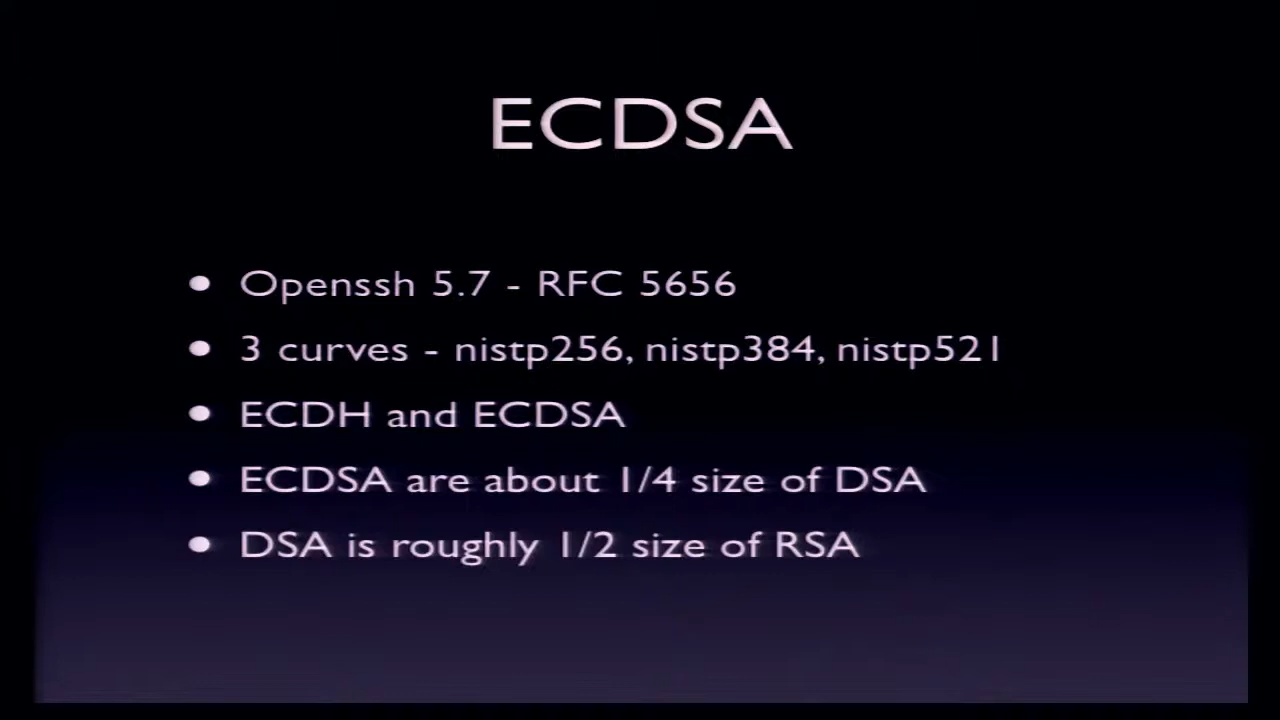 ECDSA
• Openssh 5.7 - RFC 5656
• 3 curves - nistp256, nistp384, nistp521
• ECDH and ECDSA
• ECDSA are about 1/4 size of DSA
• DSA is roughly 1/2 size of RSA